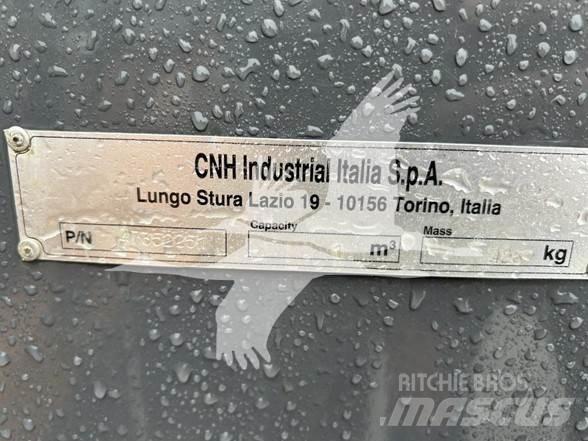 CNH Industrial Italia S.p.A.
Lungo Stura Lazio 19 - 10156 Torino, Italia
P/N
Capacity
m³
Mass
kg
RITCHIE BROS.
MASCUS